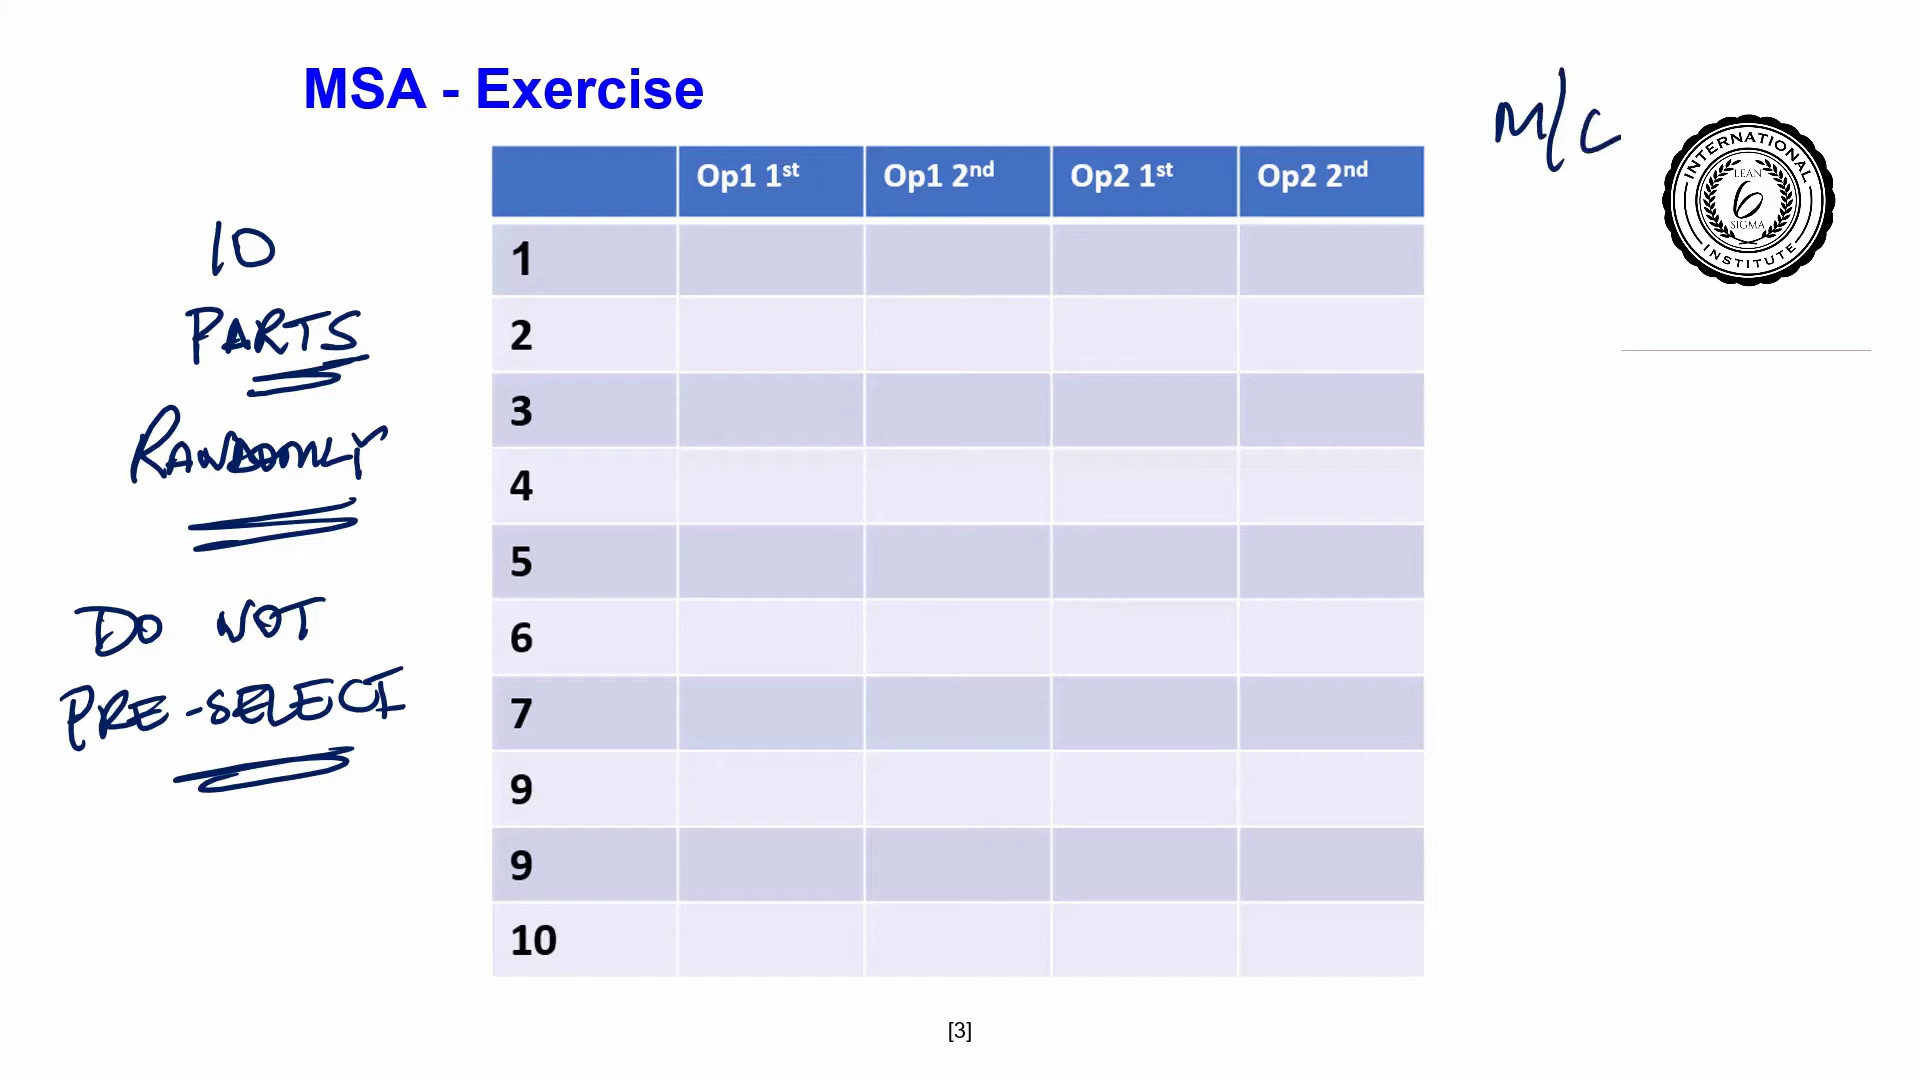 MSA - Exercise
M/C
INTERNATIONAL
LEAN
6
SIGMA
INSTITUTE
Op1 1st Op1 2nd Op2 1st Op2 2nd
10
PARTS
RANDOMLY
DO NOT
PRE-SELECT
1
2
3
4
5
6
7
9
9
10
[3]